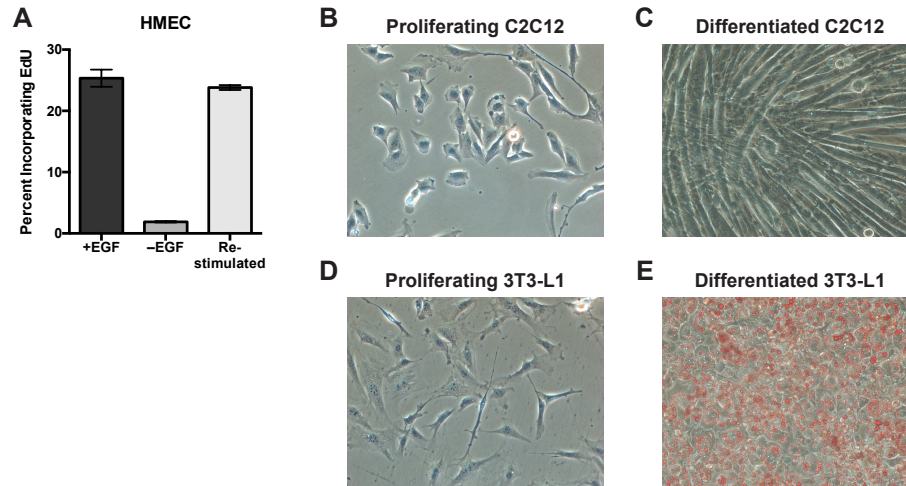 A
HMEC
Percent Incorporating EdU
30
20
10
0
+EGF
–EGF
Re-
stimulated
B
Proliferating C2C12
C
Differentiated C2C12
D
Proliferating 3T3-L1
E
Differentiated 3T3-L1